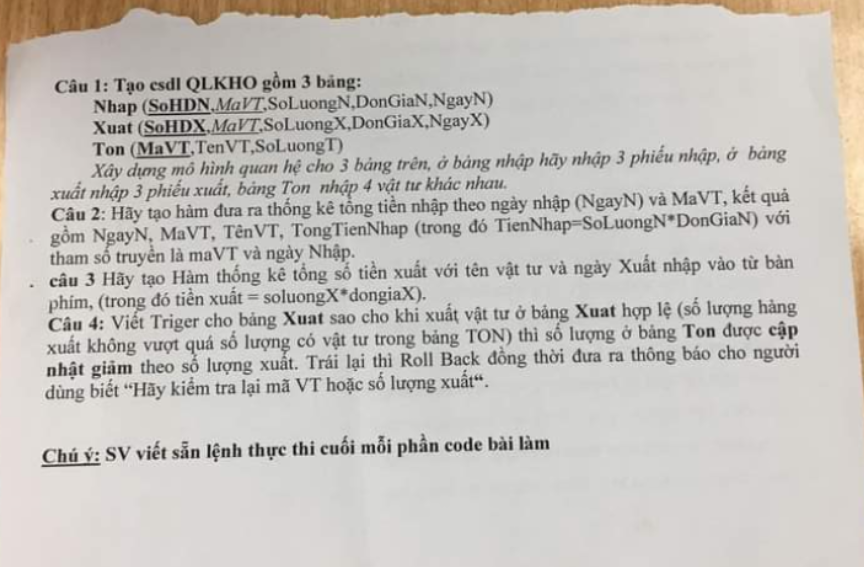 Câu 1: Tạo csdl QLKHO gồm 3 bảng:
Nhap (SoHDN,MaVT,SoLuongN,DonGiaN,NgayN)
Xuat (SoHDX,MaVT,SoLuongX,DonGiaX,NgayX)
Ton (MaVT,TenVT,SoLuongT)
Xây dựng mô hình quan hệ cho 3 bảng trên, ở bảng nhập hãy nhập 3 phiếu nhập, ở bảng
xuất nhập 3 phiếu xuất, bảng Ton nhập 4 vật tư khác nhau.
Câu 2: Hãy tạo hàm đưa ra thống kê tổng tiền nhập theo ngày nhập (NgayN) và MaVT, kết quả
gồm NgayN, MaVT, TênVT, TongTienNhap (trong đó TienNhap=SoLuongN*DonGiaN) với
tham số truyền là maVT và ngày Nhập.
câu 3 Hãy tạo Hàm thống kê tổng số tiền xuất với tên vật tư và ngày Xuất nhập vào từ bàn
phím, (trong đó tiền xuất = soluongX*dongiaX).
Câu 4: Viết Triger cho bảng Xuat sao cho khi xuất vật tư ở bảng Xuat hợp lệ (số lượng hàng
xuất không vượt quá số lượng có vật tư trong bảng TON) thì số lượng ở bảng Ton được cập
nhật giảm theo số lượng xuất. Trái lại thì Roll Back đồng thời đưa ra thông báo cho người
dùng biết “Hãy kiểm tra lại mã VT hoặc số lượng xuất“.
Chú ý: SV viết sẵn lệnh thực thi cuối mỗi phần code bài làm